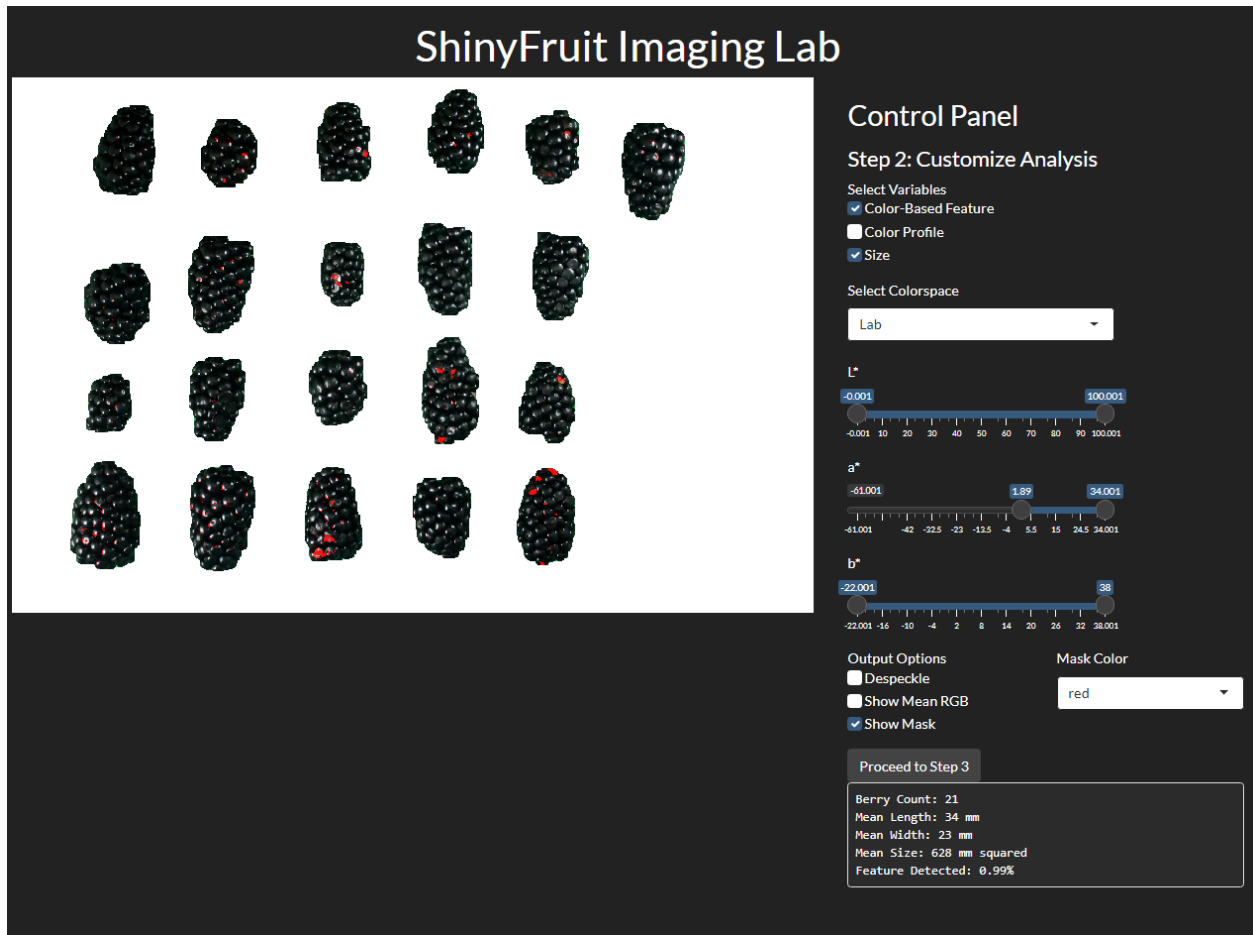 ShinyFruit Imaging Lab
Control Panel
Step 2: Customize Analysis
Select Variables
Color-Based Feature
Color Profile
Size
Select Colorspace
Lab
L*
-0.001 100.001
-0.001 10 20 30 40 50 60 70 80 90 100.001
a*
-61.001 1.89 34.001
-61.001 -42 -32.5 -23 -13.5 -4 5.5 15 24.5 34.001
b*
-22.001 38
-22.001 -16 -10 -4 2 8 14 20 26 32 38.001
Output Options Mask Color
Despeckle
red
Show Mean RGB
Show Mask
Proceed to Step 3
Berry Count: 21
Mean Length: 34 mm
Mean Width: 23 mm
Mean Size: 628 mm squared
Feature Detected: 0.99%